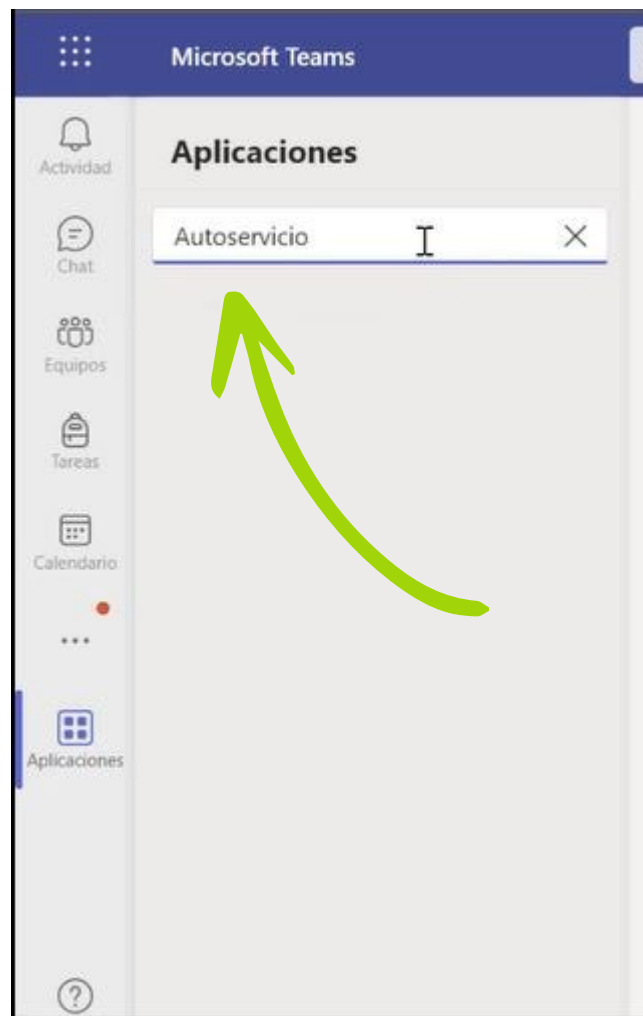 Microsoft Teams
Aplicaciones
Autoservicio
Actividad
Chat
Equipos
Tareas
Calendario
Aplicaciones